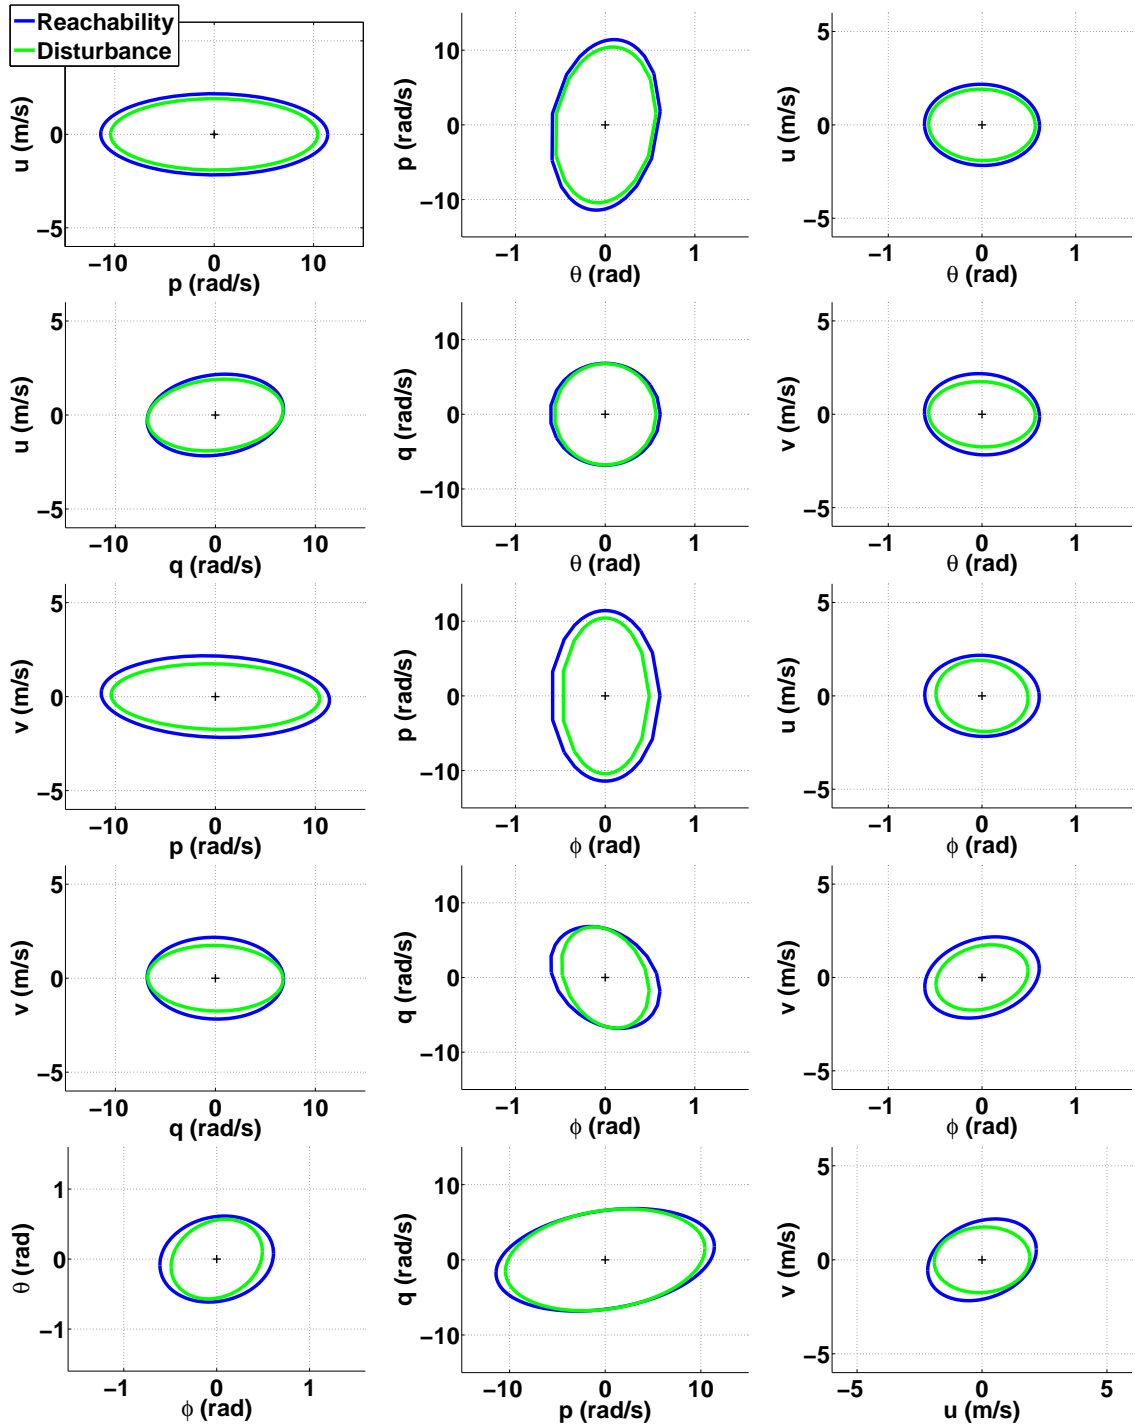 Reachability
Disturbance
0
−5
−10 0 10
u (m/s)
p (rad/s)
10
0
−10
−1 0 1
p (rad/s)
θ (rad)
5
0
−5
−1 0 1
u (m/s)
θ (rad)
5
0
−5
−10 0 10
u (m/s)
q (rad/s)
10
0
−10
−1 0 1
q (rad/s)
θ (rad)
5
0
−5
−1 0 1
v (m/s)
θ (rad)
5
0
−5
−10 0 10
v (m/s)
p (rad/s)
10
0
−10
−1 0 1
p (rad/s)
ϕ (rad)
5
0
−5
−1 0 1
u (m/s)
ϕ (rad)
5
0
−5
−10 0 10
v (m/s)
q (rad/s)
10
0
−10
−1 0 1
q (rad/s)
ϕ (rad)
5
0
−5
−1 0 1
v (m/s)
ϕ (rad)
1
0
−1
−1 0 1
θ (rad)
ϕ (rad)
10
0
−10
−10 0 10
q (rad/s)
p (rad/s)
5
0
−5
−5 0 5
v (m/s)
u (m/s)